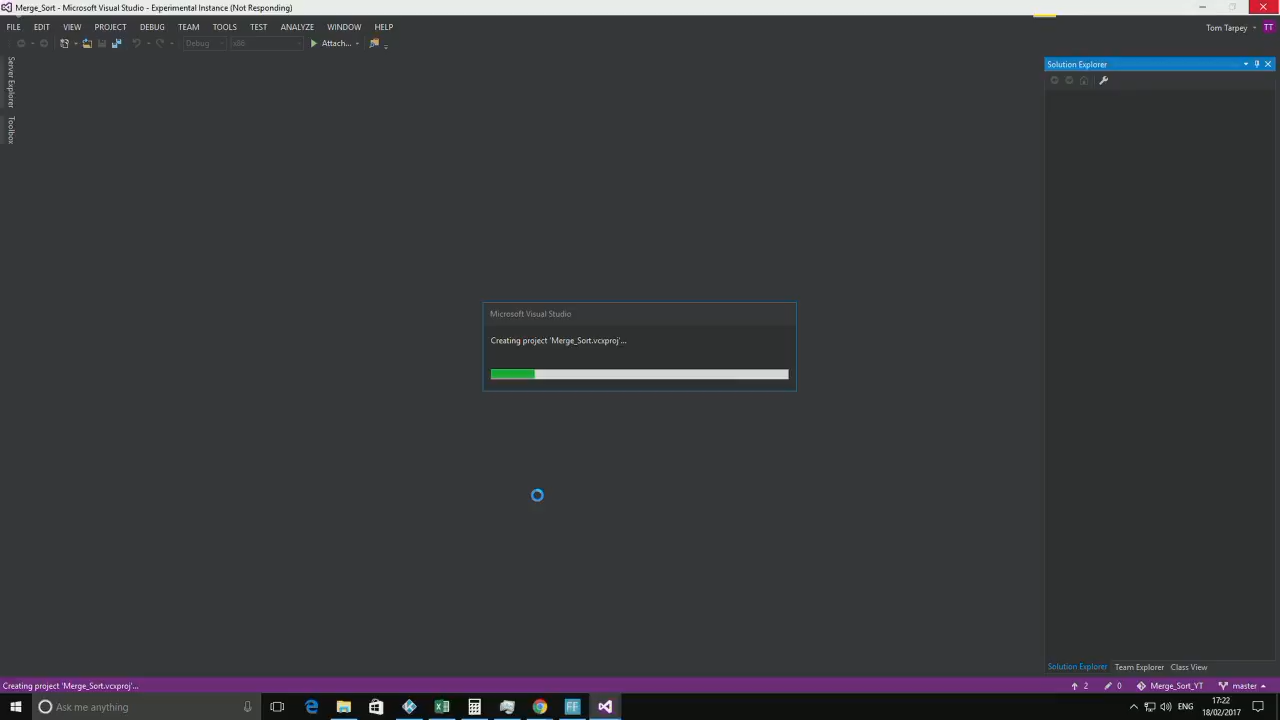 Merge_Sort - Microsoft Visual Studio - Experimental Instance (Not Responding)
FILE EDIT VIEW PROJECT DEBUG TEAM TOOLS TEST ANALYZE WINDOW HELP
Tom Tarpey TT
Debug x86 Attach...
Server Explorer
Toolbox
Solution Explorer
Microsoft Visual Studio
Creating project 'Merge_Sort.vcxproj'...
Solution Explorer Team Explorer Class View
Creating project 'Merge_Sort.vcxproj'... 2 0 Merge_Sort_YT master
Ask me anything
FF
ENG
17:22
18/02/2017